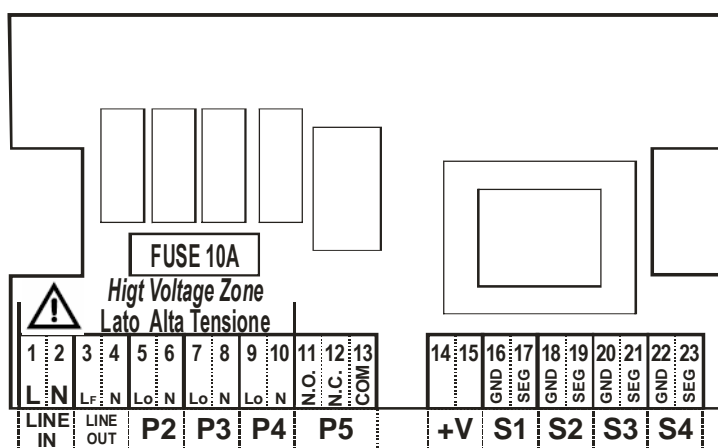 FUSE 10A
Higt Voltage Zone
Lato Alta Tensione
1 2 3 4 5 6 7 8 9 10 11 12 13 14 15 16 17 18 19 20 21 22 23
L N LF N Lo N Lo N Lo N N.O. N.C. COM GND SEG GND SEG GND SEG GND SEG
LINE IN LINE OUT P2 P3 P4 P5 +V S1 S2 S3 S4